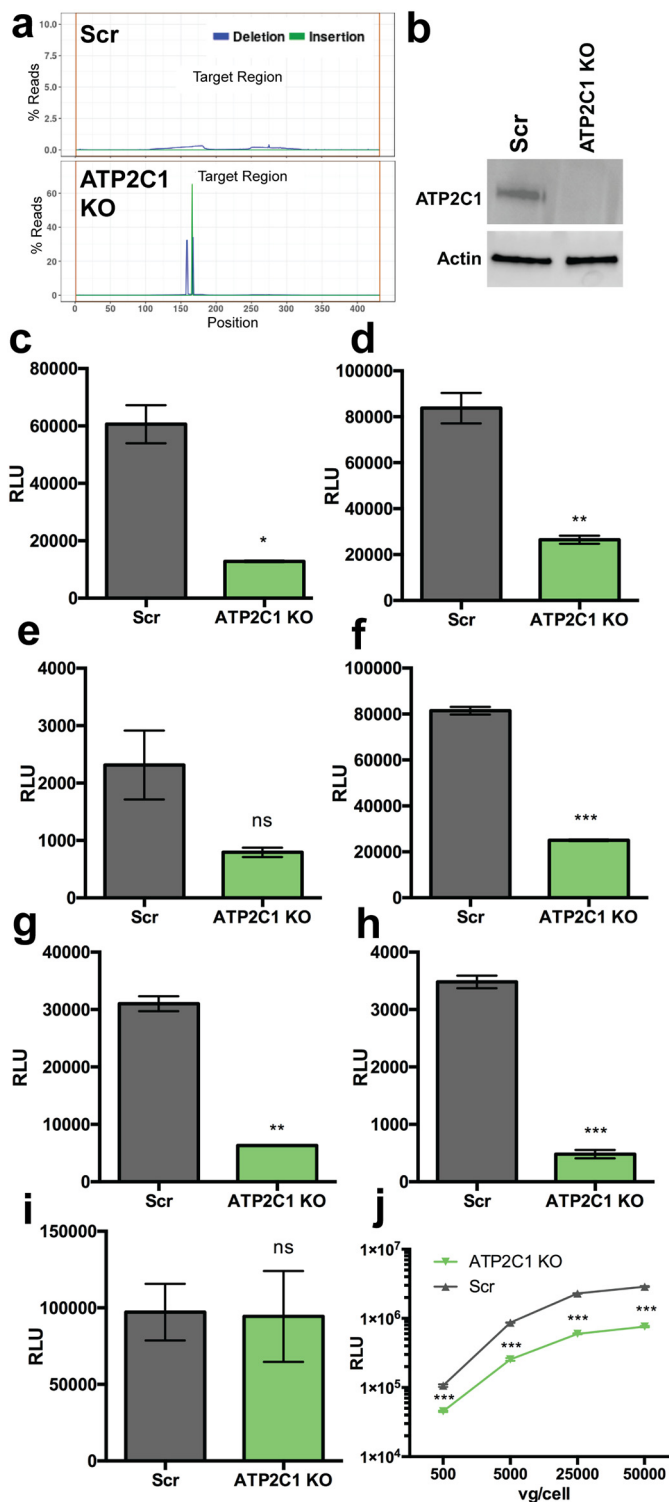 a
Scr
Deletion Insertion
Target Region
% Reads
10.0
7.5
5.0
2.5
0.0
ATP2C1
KO
Target Region
% Reads
60
40
20
0
0 50 100 150 200 250 300 350 400
Position
b
Scr
ATP2C1 KO
ATP2C1
Actin
c
RLU
80000
60000
40000
20000
0
*
Scr ATP2C1 KO
d
RLU
100000
80000
60000
40000
20000
0
**
Scr ATP2C1 KO
e
RLU
4000
3000
2000
1000
0
ns
Scr ATP2C1 KO
f
RLU
100000
80000
60000
40000
20000
0
***
Scr ATP2C1 KO
g
RLU
40000
30000
20000
10000
0
**
Scr ATP2C1 KO
h
RLU
4000
3000
2000
1000
0
***
Scr ATP2C1 KO
i
RLU
150000
100000
50000
0
ns
Scr ATP2C1 KO
j
RLU
1×10⁷
1×10⁶
1×10⁵
1×10⁴
ATP2C1 KO
Scr
***
***
***
***
500 5000 25000 50000
vg/cell